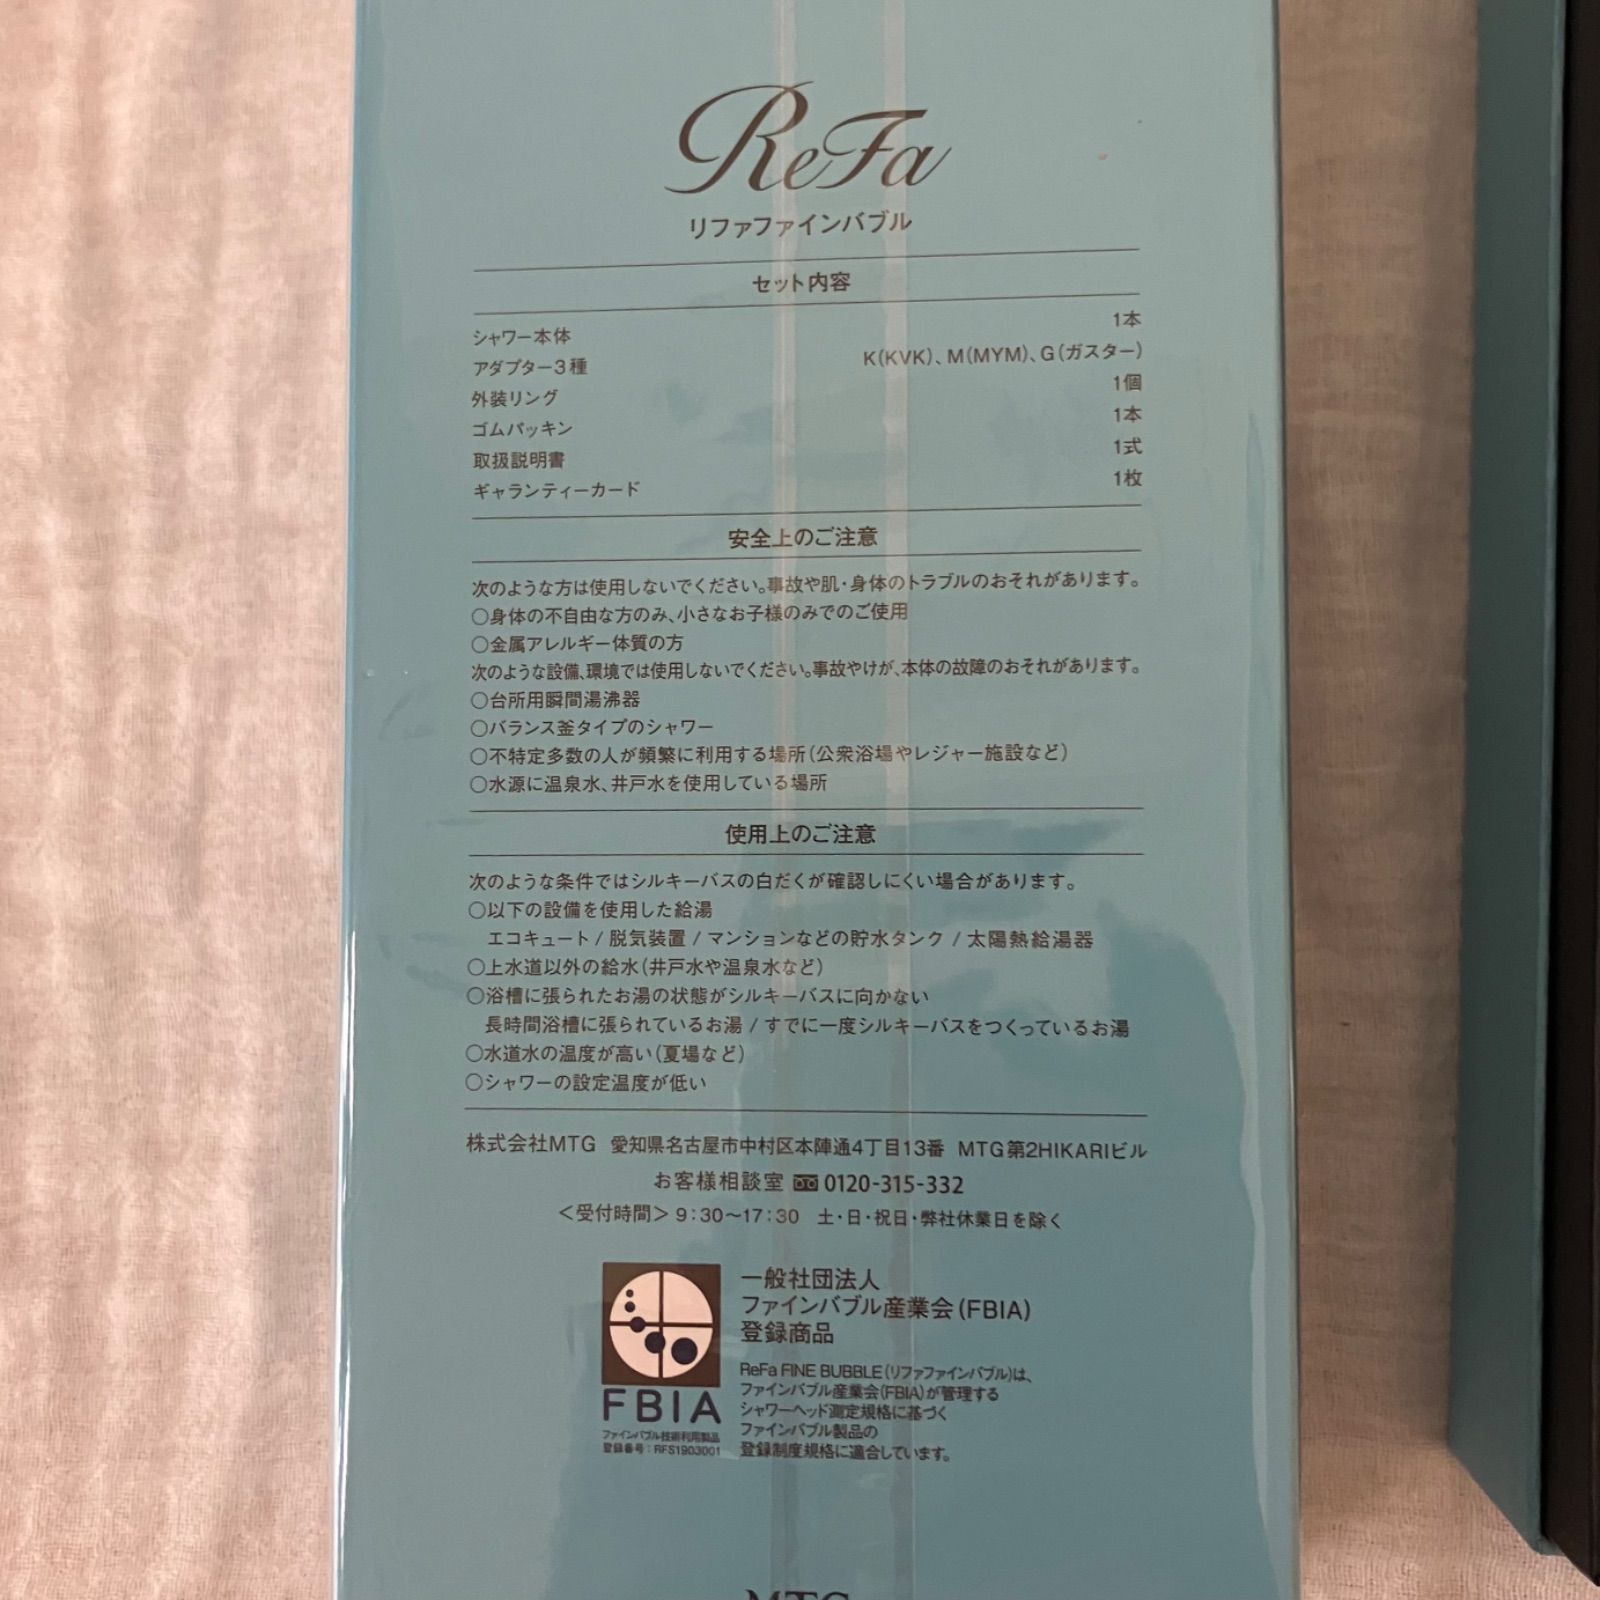 ReFa
リファファインバブル
セット内容
シャワー本体 1本
アダプター3種 K(KVK)、M(MYM)、G(ガスター)
外装リング 1個
ゴムパッキン 1本
取扱説明書 1式
ギャランティーカード 1枚
安全上のご注意
次のような方は使用しないでください。事故や肌・身体のトラブルのおそれがあります。
○身体の不自由な方のみ、小さなお子様のみでのご使用
○金属アレルギー体質の方
次のような設備、環境では使用しないでください。事故やけが、本体の故障のおそれがあります。
○台所用瞬間湯沸器
○バランス釜タイプのシャワー
○不特定多数の人が頻繁に利用する場所(公衆浴場やレジャー施設など)
○水源に温泉水、井戸水を使用している場所
使用上のご注意
次のような条件ではシルキーバスの白だくが確認しにくい場合があります。
○以下の設備を使用した給湯
エコキュート / 脱気装置 / マンションなどの貯水タンク / 太陽熱給湯器
○上水道以外の給水(井戸水や温泉水など)
○浴槽に張られたお湯の状態がシルキーバスに向かない
長時間浴槽に張られているお湯 / すでに一度シルキーバスをつくっているお湯
○水道水の温度が高い(夏場など)
○シャワーの設定温度が低い
株式会社MTG 愛知県名古屋市中村区本陣通4丁目13番 MTG第2HIKARIビル
お客様相談室 0120-315-332
＜受付時間＞9:30～17:30 土・日・祝日・弊社休業日を除く
一般社団法人
ファインバブル産業会(FBIA)
登録商品
ReFa FINE BUBBLE(リファファインバブル)は、
ファインバブル産業会(FBIA)が管理する
シャワーヘッド測定規格に基づく
ファインバブル製品の
登録制度規格に適合しています。
FBIA
ファインバブル技術利用製品
登録番号：RFS1903001
MTG